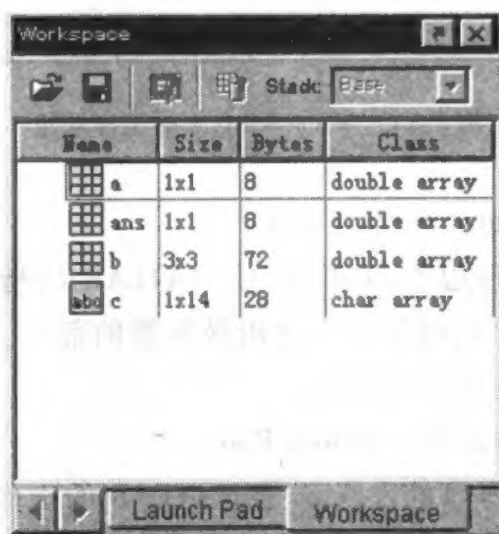 Workspace
Stack: Base
Name Size Bytes Class
a 1x1 8 double array
ans 1x1 8 double array
b 3x3 72 double array
abc c 1x14 28 char array
Launch Pad Workspace